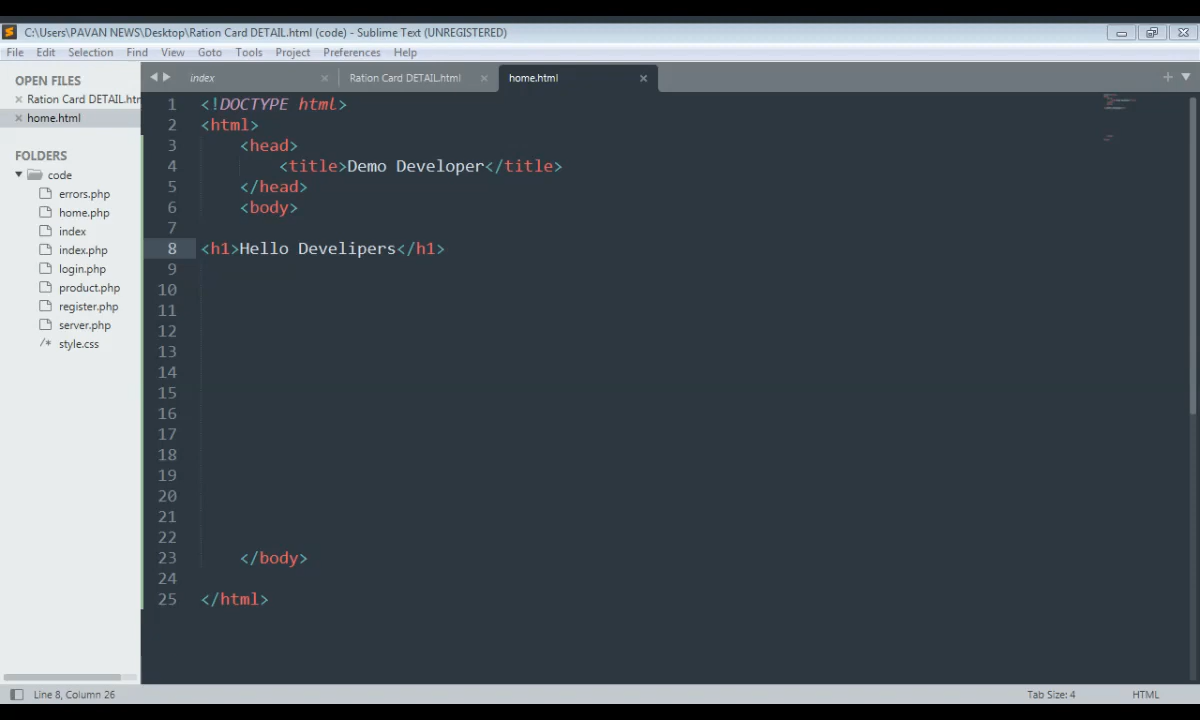 C:\Users\PAVAN NEWS\Desktop\Ration Card DETAIL.html (code) - Sublime Text (UNREGISTERED)
File Edit Selection Find View Goto Tools Project Preferences Help
OPEN FILES
Ration Card DETAIL.htm
home.html
FOLDERS
code
errors.php
home.php
index
index.php
login.php
product.php
register.php
server.php
/* style.css
index Ration Card DETAIL.html home.html
1 <!DOCTYPE html>
2 <html>
3 <head>
4 <title>Demo Developer</title>
5 </head>
6 <body>
7
8 <h1>Hello Develipers</h1>
9
10
11
12
13
14
15
16
17
18
19
20
21
22
23 </body>
24
25 </html>
Line 8, Column 26 Tab Size: 4 HTML